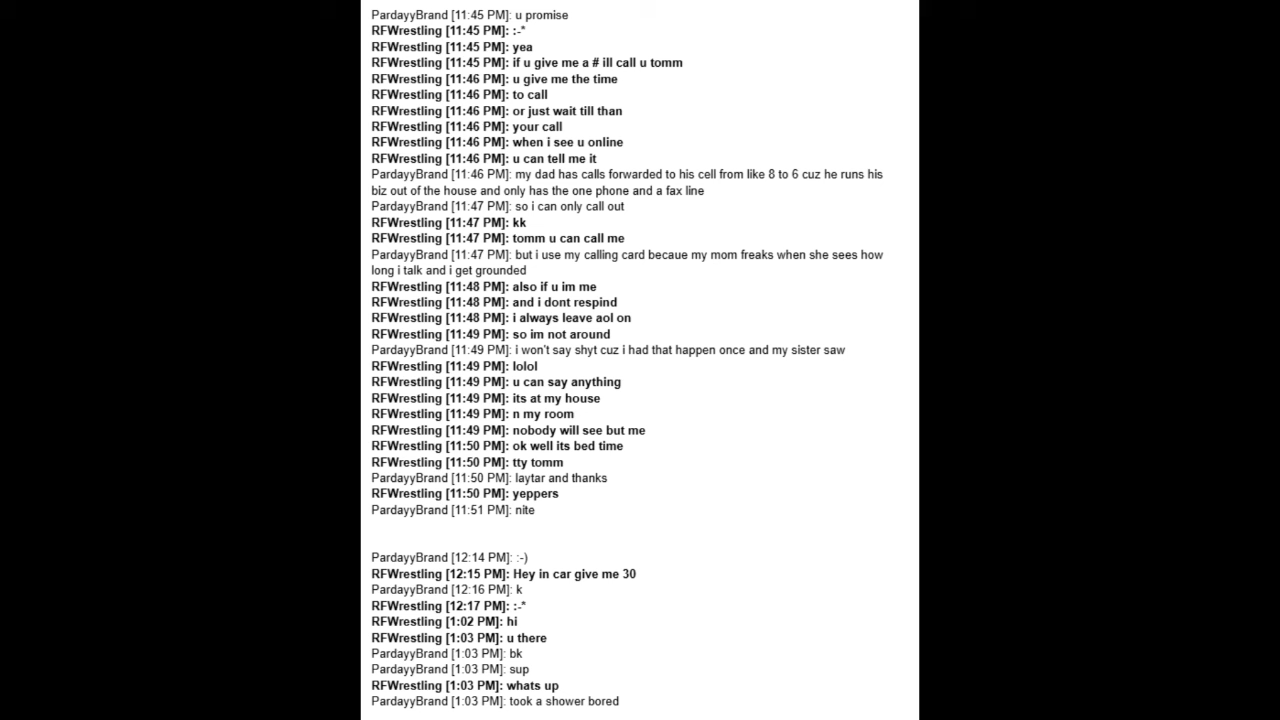 PardayyBrand [11:45 PM]: u promise
RFWrestling [11:45 PM]: :-*
RFWrestling [11:45 PM]: yea
RFWrestling [11:45 PM]: if u give me a # ill call u tomm
RFWrestling [11:46 PM]: u give me the time
RFWrestling [11:46 PM]: to call
RFWrestling [11:46 PM]: or just wait till than
RFWrestling [11:46 PM]: your call
RFWrestling [11:46 PM]: when i see u online
RFWrestling [11:46 PM]: u can tell me it
PardayyBrand [11:46 PM]: my dad has calls forwarded to his cell from like 8 to 6 cuz he runs his
biz out of the house and only has the one phone and a fax line
PardayyBrand [11:47 PM]: so i can only call out
RFWrestling [11:47 PM]: kk
RFWrestling [11:47 PM]: tomm u can call me
PardayyBrand [11:47 PM]: but i use my calling card becaue my mom freaks when she sees how
long i talk and i get grounded
RFWrestling [11:48 PM]: also if u im me
RFWrestling [11:48 PM]: and i dont respind
RFWrestling [11:48 PM]: i always leave aol on
RFWrestling [11:49 PM]: so im not around
PardayyBrand [11:49 PM]: i won't say shyt cuz i had that happen once and my sister saw
RFWrestling [11:49 PM]: lolol
RFWrestling [11:49 PM]: u can say anything
RFWrestling [11:49 PM]: its at my house
RFWrestling [11:49 PM]: n my room
RFWrestling [11:49 PM]: nobody will see but me
RFWrestling [11:50 PM]: ok well its bed time
RFWrestling [11:50 PM]: tty tomm
PardayyBrand [11:50 PM]: laytar and thanks
RFWrestling [11:50 PM]: yeppers
PardayyBrand [11:51 PM]: nite
PardayyBrand [12:14 PM]: :-)
RFWrestling [12:15 PM]: Hey in car give me 30
PardayyBrand [12:16 PM]: k
RFWrestling [12:17 PM]: :-*
RFWrestling [1:02 PM]: hi
RFWrestling [1:03 PM]: u there
PardayyBrand [1:03 PM]: bk
PardayyBrand [1:03 PM]: sup
RFWrestling [1:03 PM]: whats up
PardayyBrand [1:03 PM]: took a shower bored